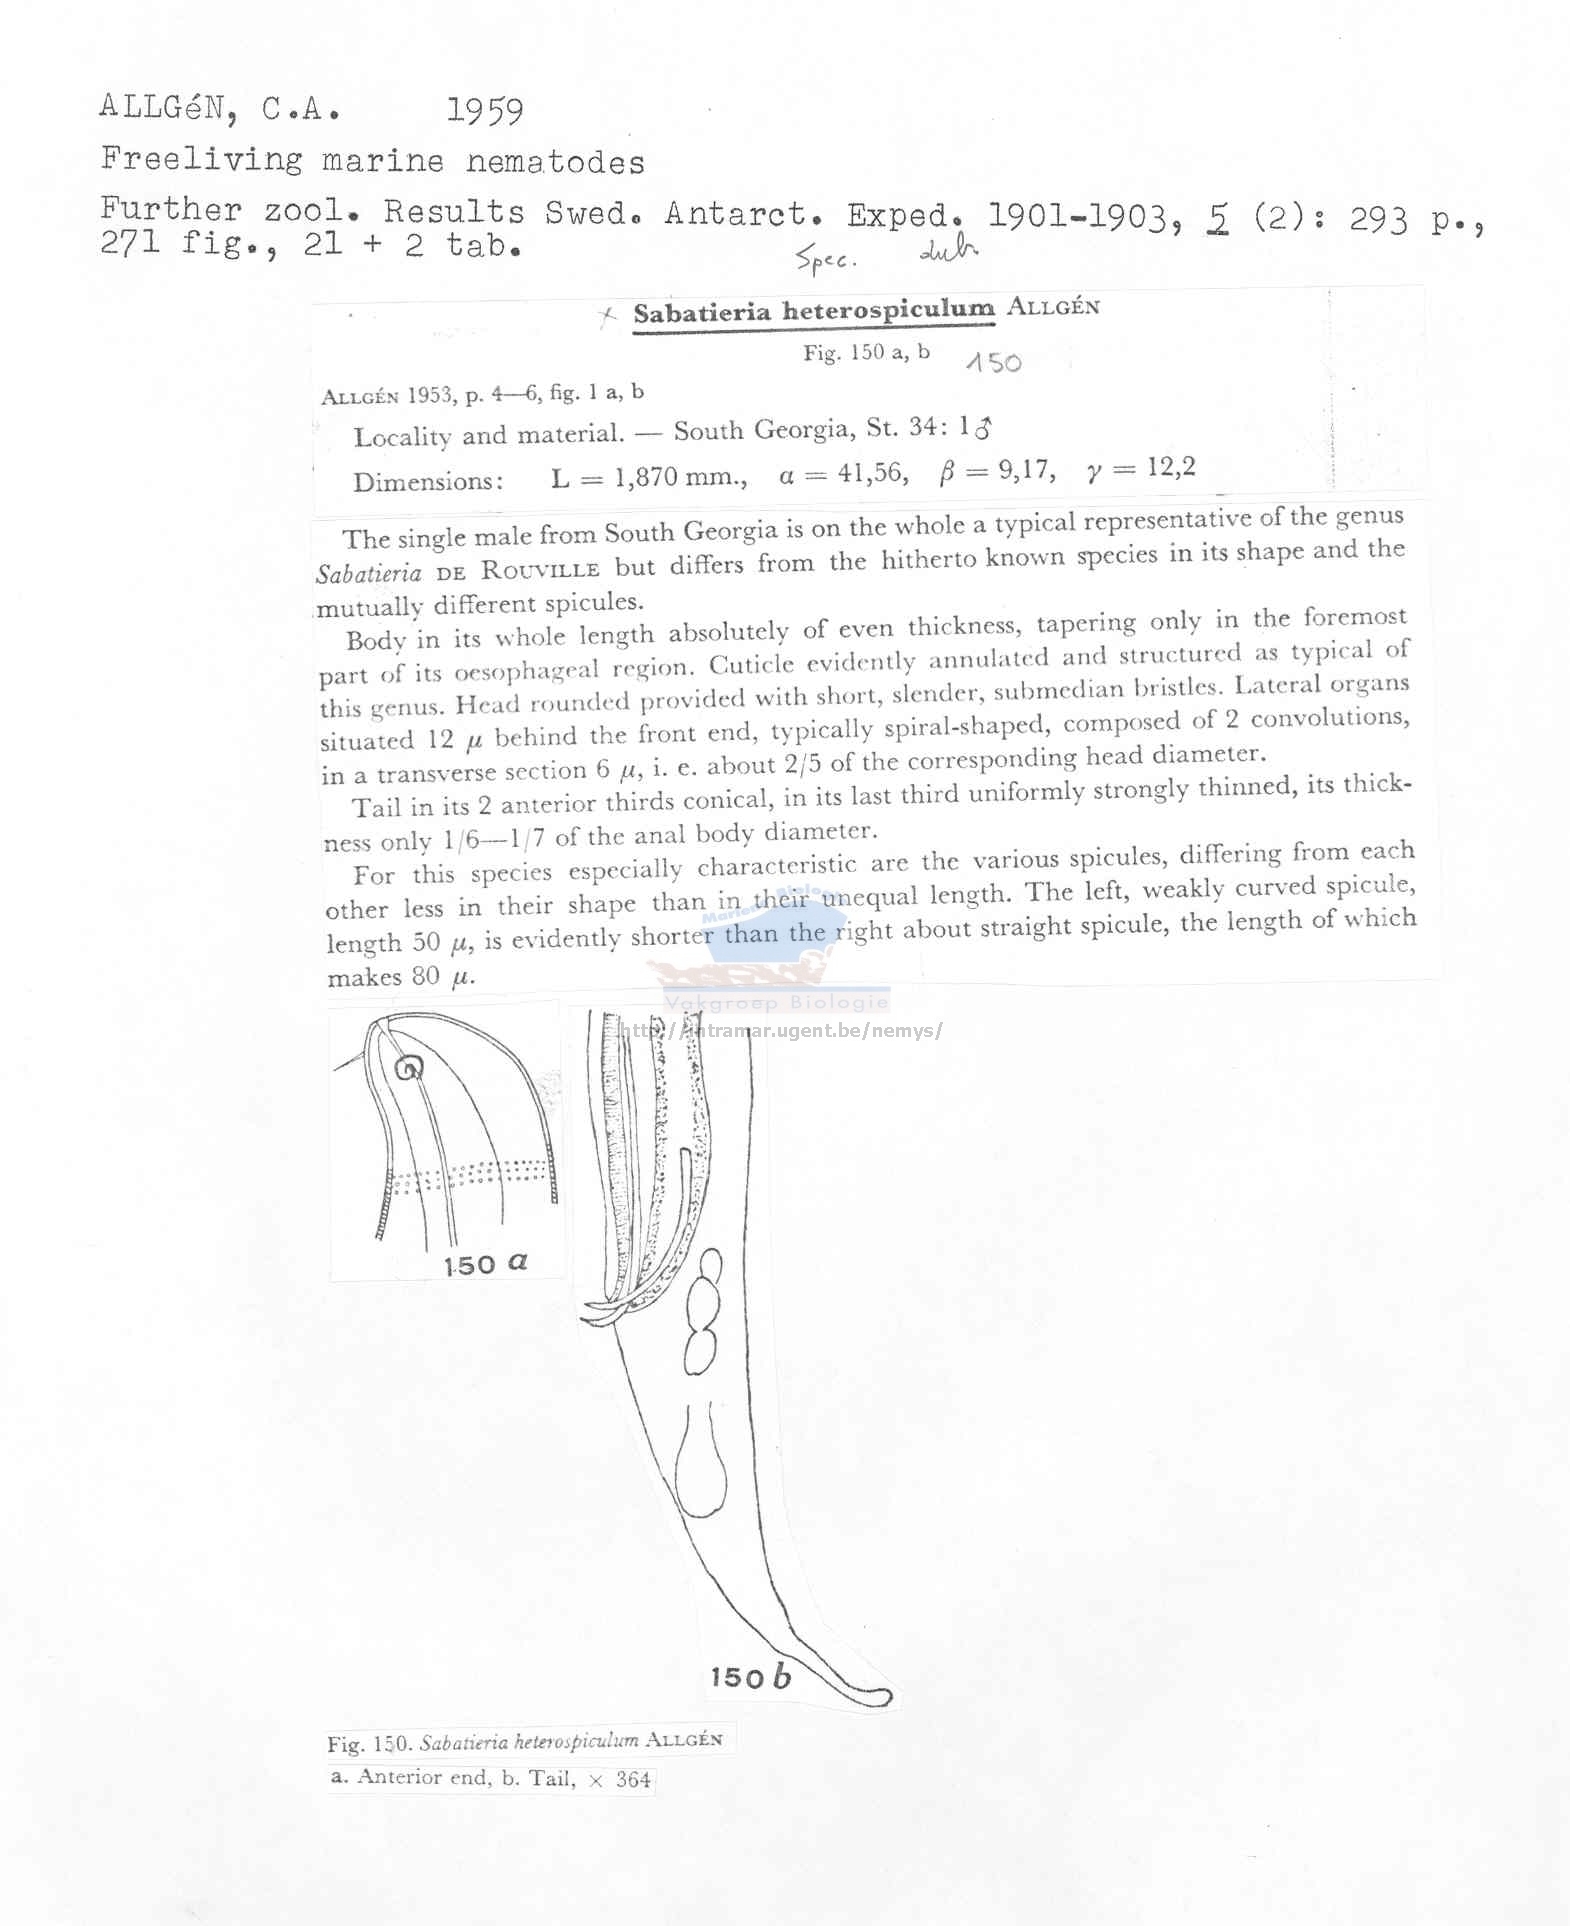 ALLGéN, C.A. 1959
Freeliving marine nematodes
Further zool. Results Swed. Antarct. Exped. 1901-1903, 5 (2): 293 p.,
271 fig., 21 + 2 tab.
Spec. dub.
× Sabatieria heterospiculum ALLGÉN
Fig. 150 a, b 150
ALLGÉN 1953, p. 4—6, fig. 1 a, b
Locality and material. — South Georgia, St. 34: 1 ♂
Dimensions: L = 1,870 mm., α = 41,56, β = 9,17, γ = 12,2
The single male from South Georgia is on the whole a typical representative of the genus
Sabatieria DE ROUVILLE but differs from the hitherto known species in its shape and the
mutually different spicules.
Body in its whole length absolutely of even thickness, tapering only in the foremost
part of its oesophageal region. Cuticle evidently annulated and structured as typical of
this genus. Head rounded provided with short, slender, submedian bristles. Lateral organs
situated 12 μ behind the front end, typically spiral-shaped, composed of 2 convolutions,
in a transverse section 6 μ, i. e. about 2/5 of the corresponding head diameter.
Tail in its 2 anterior thirds conical, in its last third uniformly strongly thinned, its thick-
ness only 1/6—1/7 of the anal body diameter.
For this species especially characteristic are the various spicules, differing from each
other less in their shape than in their unequal length. The left, weakly curved spicule,
length 50 μ, is evidently shorter than the right about straight spicule, the length of which
makes 80 μ.
Marine Biology
Vakgroep Biologie
http://intramar.ugent.be/nemys/
150 a
150 b
Fig. 150. Sabatieria heterospiculum ALLGÉN
a. Anterior end, b. Tail, × 364